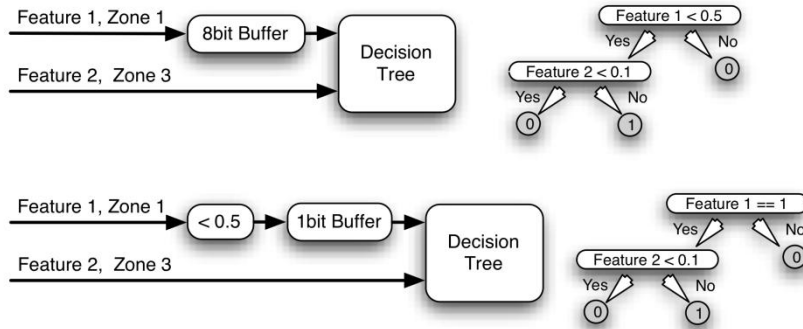 Feature 1, Zone 1
8bit Buffer
Feature 2, Zone 3
Decision
Tree
Feature 1 < 0.5
Yes
No
Feature 2 < 0.1
0
Yes
No
0
1
Feature 1, Zone 1
< 0.5
1bit Buffer
Feature 2, Zone 3
Decision
Tree
Feature 1 == 1
Yes
No
Feature 2 < 0.1
0
Yes
No
0
1